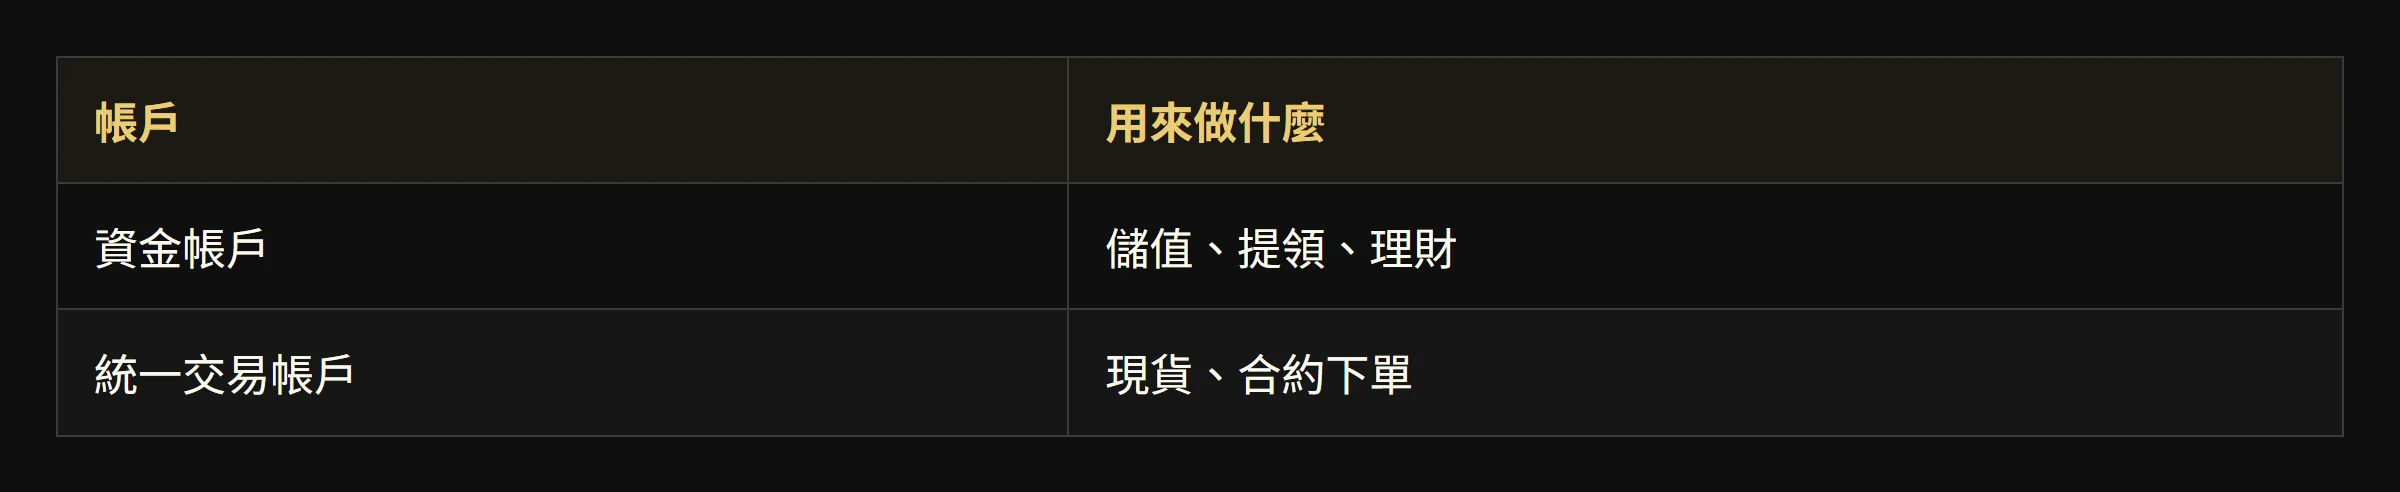 帳戶
用來做什麼
資金帳戶
儲值、提領、理財
統一交易帳戶
現貨、合約下單